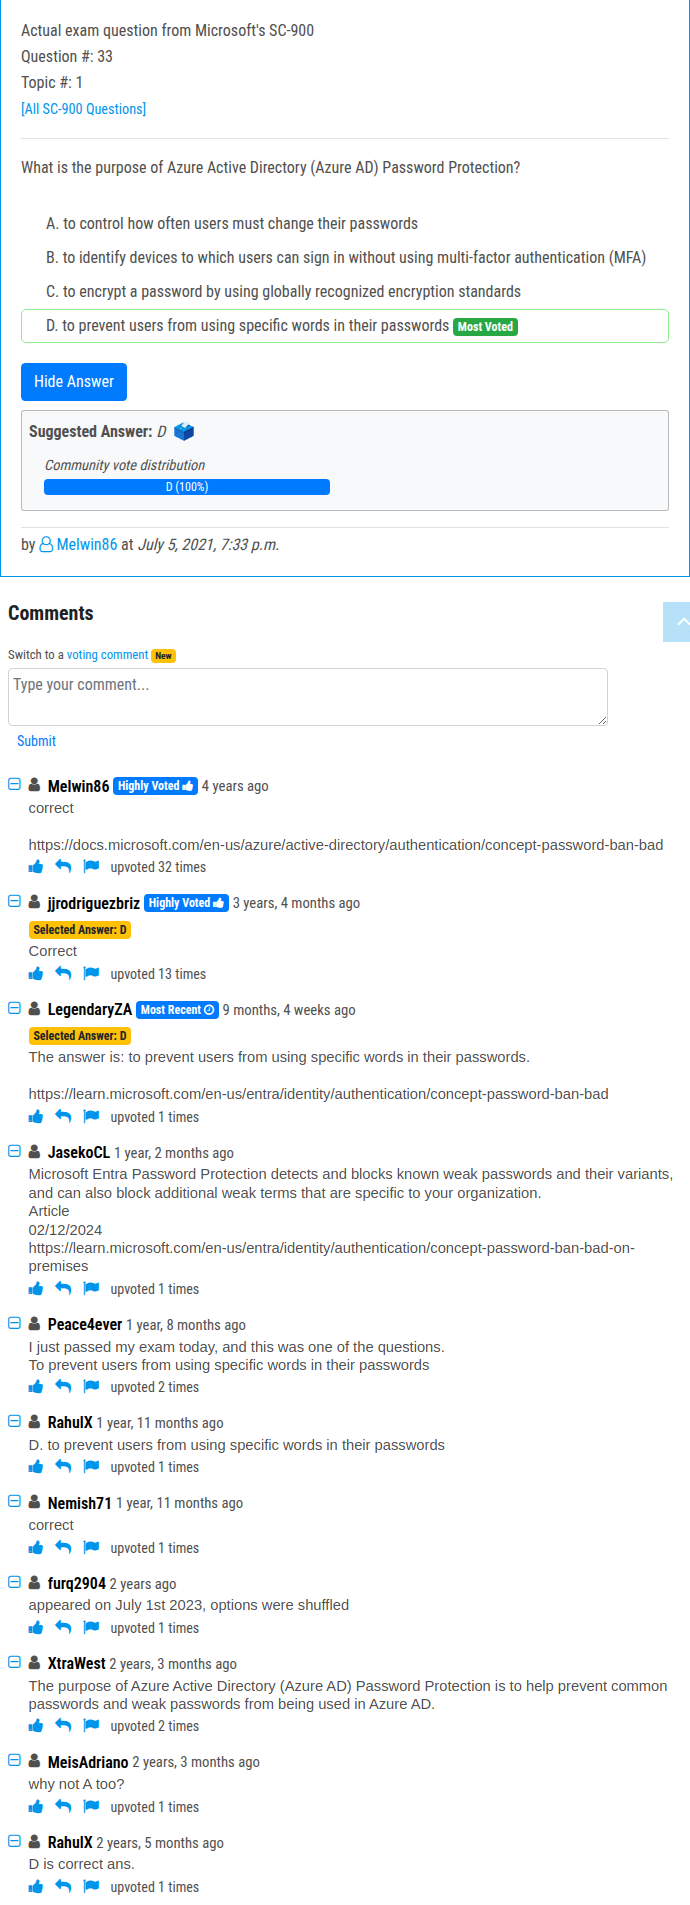 Actual exam question from Microsoft's SC-900
Question #: 33
Topic #: 1
[All SC-900 Questions]
What is the purpose of Azure Active Directory (Azure AD) Password Protection?
A. to control how often users must change their passwords
B. to identify devices to which users can sign in without using multi-factor authentication (MFA)
C. to encrypt a password by using globally recognized encryption standards
D. to prevent users from using specific words in their passwords Most Voted
Hide Answer
Suggested Answer: D
Community vote distribution
D (100%)
by Melwin86 at July 5, 2021, 7:33 p.m.
Comments
Switch to a voting comment New
Type your comment...
Submit
Melwin86 Highly Voted 4 years ago
correct
https://docs.microsoft.com/en-us/azure/active-directory/authentication/concept-password-ban-bad
upvoted 32 times
jjrodriguezbriz Highly Voted 3 years, 4 months ago
Selected Answer: D
Correct
upvoted 13 times
LegendaryZA Most Recent 9 months, 4 weeks ago
Selected Answer: D
The answer is: to prevent users from using specific words in their passwords.
https://learn.microsoft.com/en-us/entra/identity/authentication/concept-password-ban-bad
upvoted 1 times
JasekoCL 1 year, 2 months ago
Microsoft Entra Password Protection detects and blocks known weak passwords and their variants,
and can also block additional weak terms that are specific to your organization.
Article
02/12/2024
https://learn.microsoft.com/en-us/entra/identity/authentication/concept-password-ban-bad-on-
premises
upvoted 1 times
Peace4ever 1 year, 8 months ago
I just passed my exam today, and this was one of the questions.
To prevent users from using specific words in their passwords
upvoted 2 times
RahulX 1 year, 11 months ago
D. to prevent users from using specific words in their passwords
upvoted 1 times
Nemish71 1 year, 11 months ago
correct
upvoted 1 times
furq2904 2 years ago
appeared on July 1st 2023, options were shuffled
upvoted 1 times
XtraWest 2 years, 3 months ago
The purpose of Azure Active Directory (Azure AD) Password Protection is to help prevent common
passwords and weak passwords from being used in Azure AD.
upvoted 2 times
MeisAdriano 2 years, 3 months ago
why not A too?
upvoted 1 times
RahulX 2 years, 5 months ago
D is correct ans.
upvoted 1 times